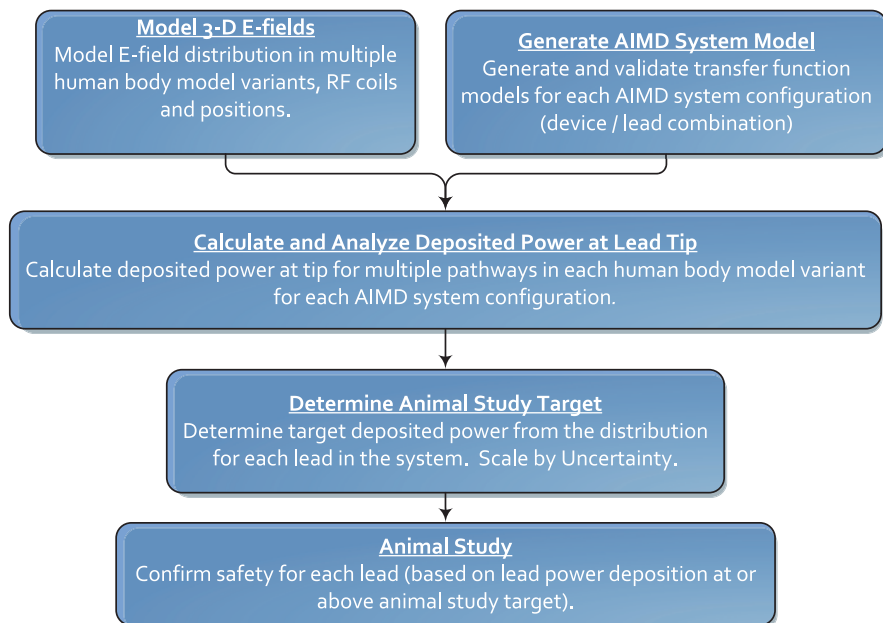 Model 3-D E-fields
Model E-field distribution in multiple
human body model variants, RF coils
and positions.
Generate AIMD System Model
Generate and validate transfer function
models for each AIMD system configuration
(device / lead combination)
Calculate and Analyze Deposited Power at Lead Tip
Calculate deposited power at tip for multiple pathways in each human body model variant
for each AIMD system configuration.
Determine Animal Study Target
Determine target deposited power from the distribution
for each lead in the system.  Scale by Uncertainty.
Animal Study
Confirm safety for each lead (based on lead power deposition at or
above animal study target).